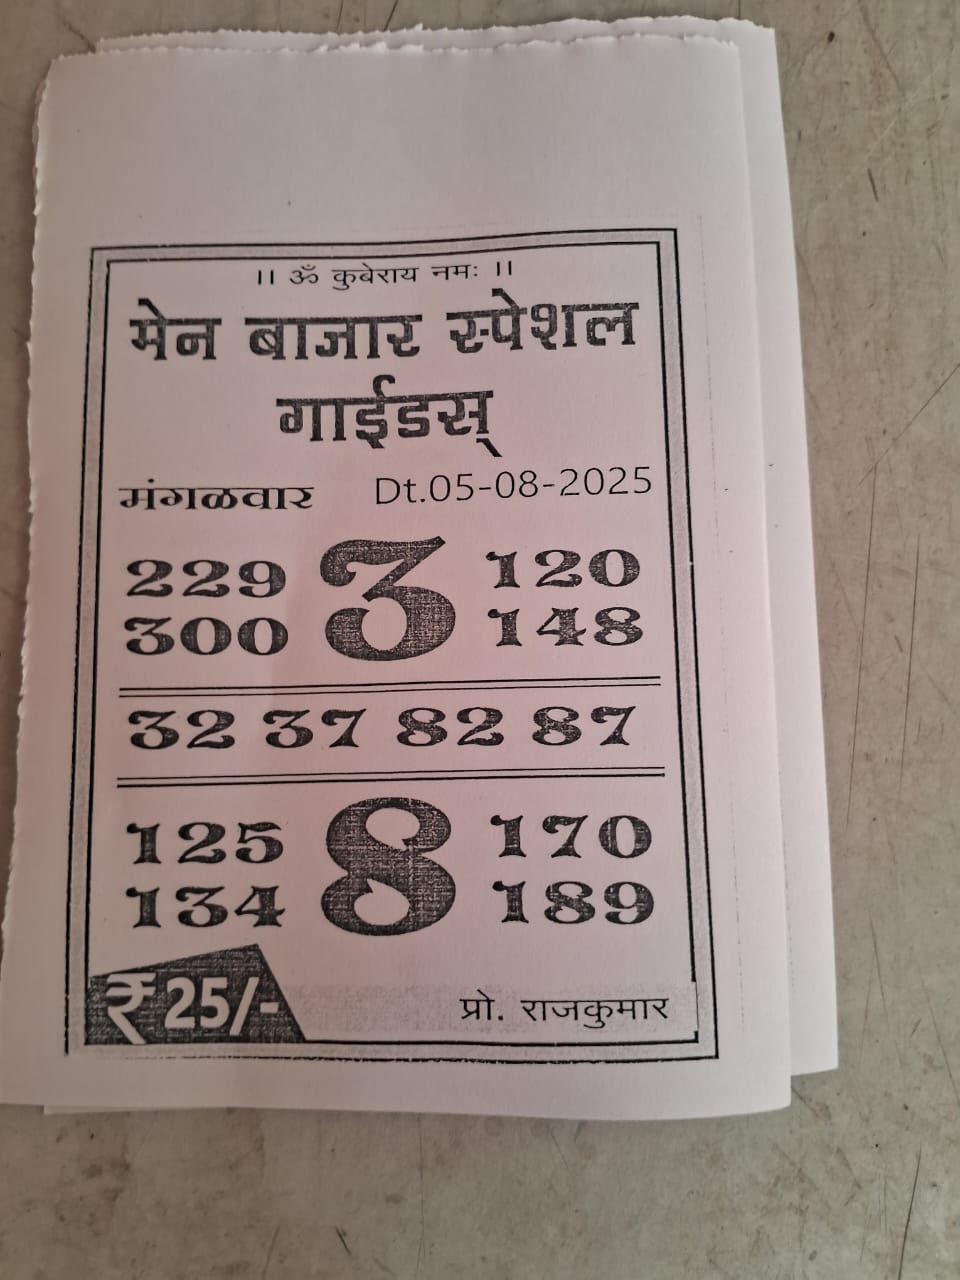 ।। ॐ कुबेराय नमः ।।
मेन बाजार स्पेशल
गाईडस्
मंगळवार Dt.05-08-2025
229 3 120
300 148
32 37 82 87
125 8 170
134 189
₹25/- प्रो. राजकुमार